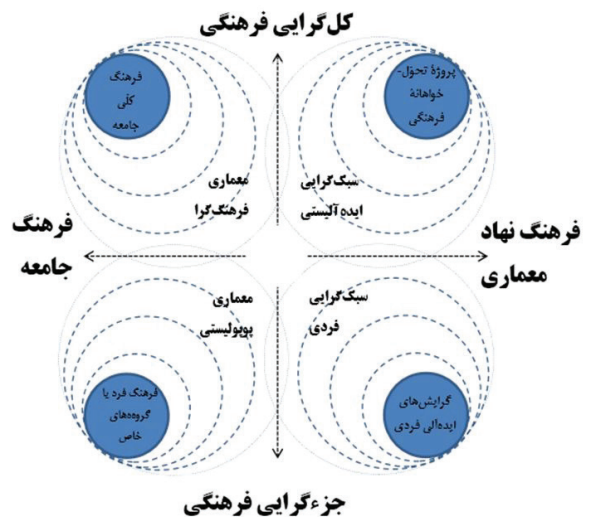 کل‌گرایی فرهنگی
پروژهٔ تحول-
خواهانهٔ
فرهنگی
فرهنگ
کلّی
جامعه
سبک‌گرایی
ایده‌آلیستی
معماری
فرهنگ‌گرا
فرهنگ نهاد
معماری
فرهنگ
جامعه
سبک‌گرایی
فردی
معماری
پوپولیستی
گرایش‌های
ایده‌آلی فردی
فرهنگ فرد یا
گروه‌های
خاص
جزءگرایی فرهنگی